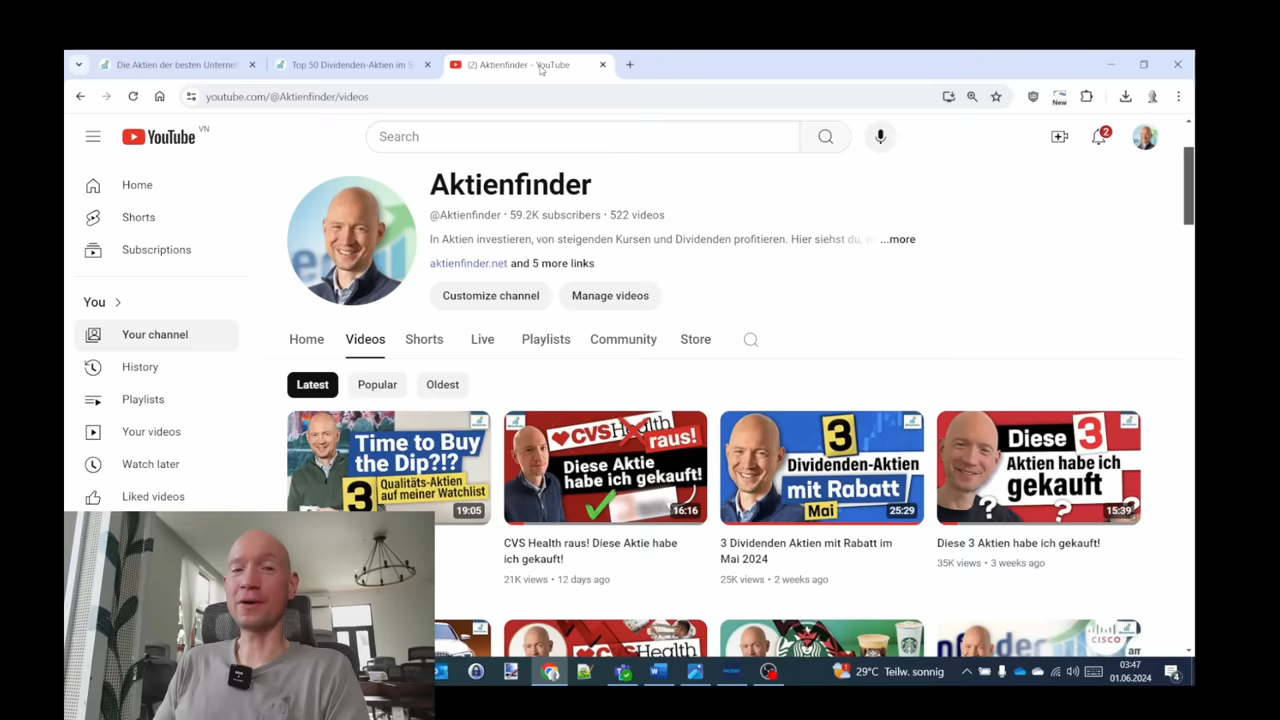 Die Aktien der besten Unterne
Top 50 Dividenden-Aktien im S
(2) Aktienfinder - YouTube
youtube.com/@Aktienfinder/videos
New
YouTube VN
Search
2
Home
Shorts
Subscriptions
You
Your channel
History
Playlists
Your videos
Watch later
Liked videos
Aktienfinder
@Aktienfinder · 59.2K subscribers · 522 videos
In Aktien investieren, von steigenden Kursen und Dividenden profitieren. Hier siehst du, w ...more
aktienfinder.net and 5 more links
Customize channel Manage videos
Home Videos Shorts Live Playlists Community Store
Latest Popular Oldest
Time to Buy
the Dip?!?
3 Qualitäts-Aktien
auf meiner Watchlist
19:05
CVSHealth raus!
Diese Aktie
habe ich gekauft!
16:16
3
Dividenden-Aktien
mit Rabatt
Mai
25:29
Diese 3
Aktien habe ich
gekauft
? ? ?
15:39
CVS Health raus! Diese Aktie habe
ich gekauft!
21K views • 12 days ago
3 Dividenden Aktien mit Rabatt im
Mai 2024
25K views • 2 weeks ago
Diese 3 Aktien habe ich gekauft!
35K views • 3 weeks ago
CVSHealth
CISCO
29°C Teilw. sonnig
03:47
01.06.2024
4